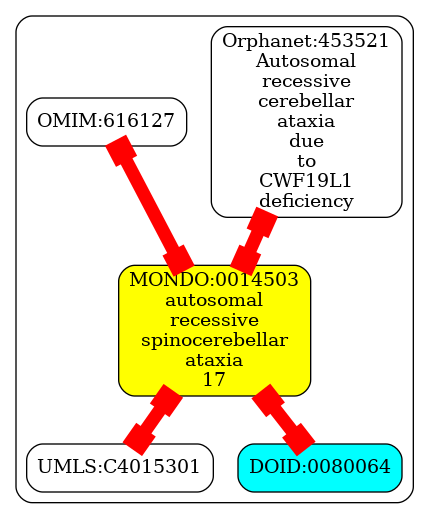 Orphanet:453521
Autosomal
recessive
cerebellar
ataxia
due
to
CWF19L1
deficiency
OMIM:616127
MONDO:0014503
autosomal
recessive
spinocerebellar
ataxia
17
UMLS:C4015301
DOID:0080064